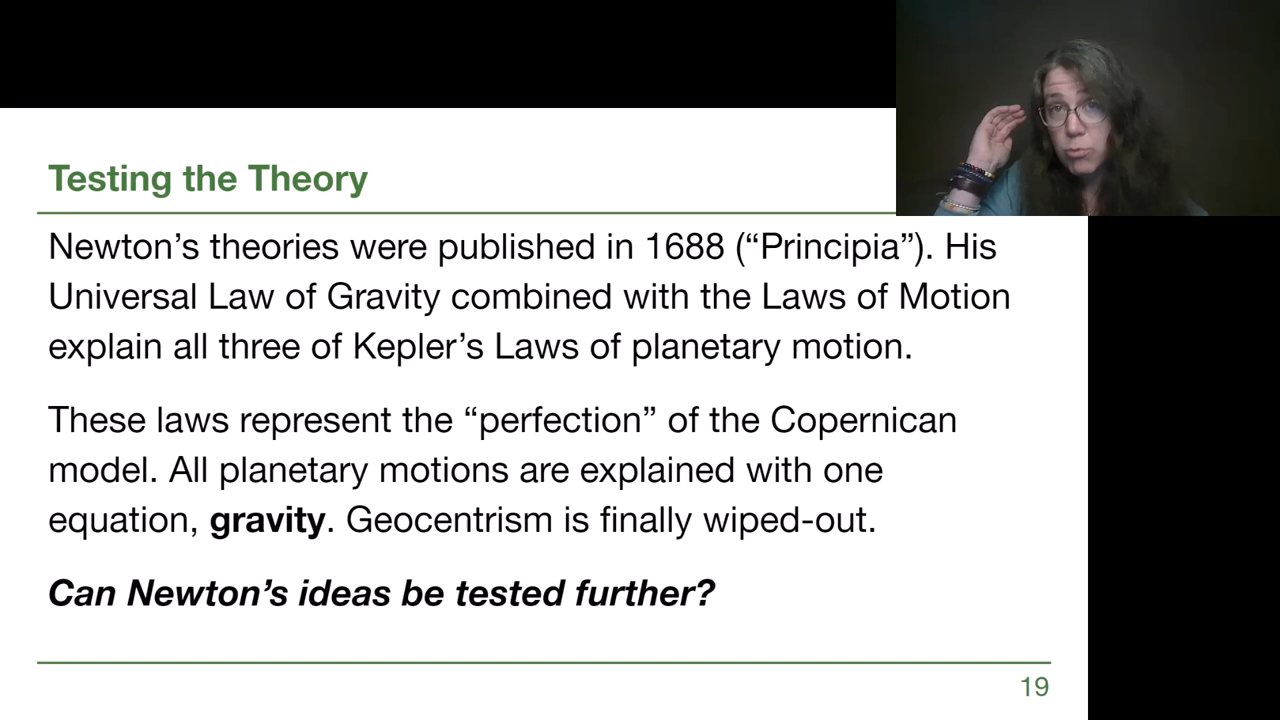 Testing the Theory
Newton’s theories were published in 1688 (“Principia”). His
Universal Law of Gravity combined with the Laws of Motion
explain all three of Kepler’s Laws of planetary motion.
These laws represent the “perfection” of the Copernican
model. All planetary motions are explained with one
equation, gravity. Geocentrism is finally wiped-out.
Can Newton’s ideas be tested further?
19